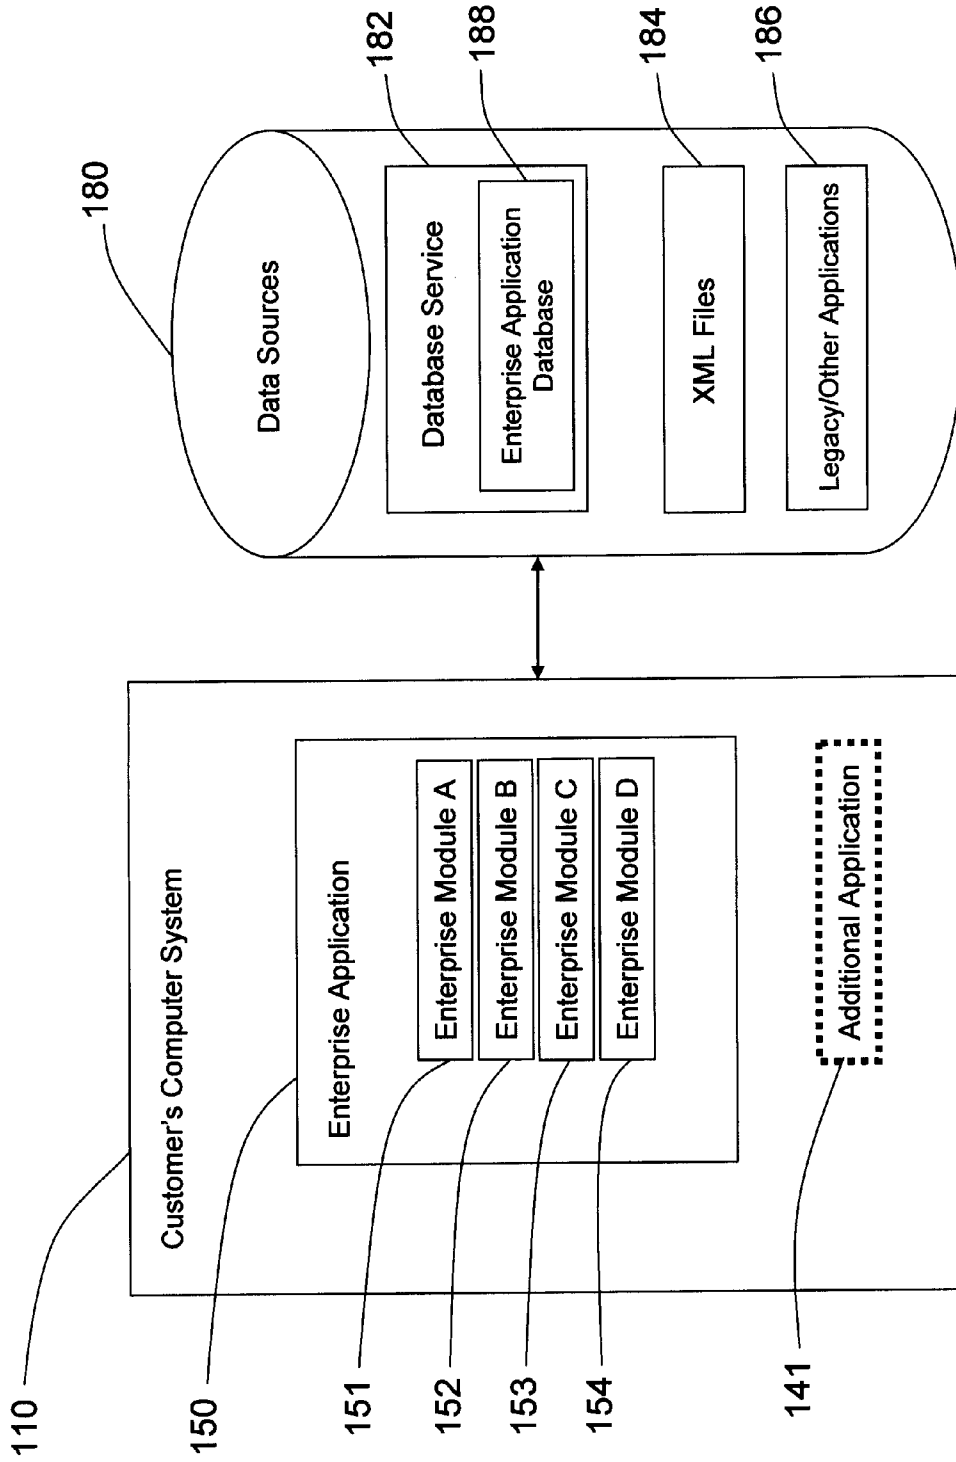 110
Customer's Computer System
150
Enterprise Application
151
Enterprise Module A
152
Enterprise Module B
153
Enterprise Module C
154
Enterprise Module D
141
Additional Application
180
Data Sources
182
Database Service
188
Enterprise Application
Database
184
XML Files
186
Legacy/Other Applications